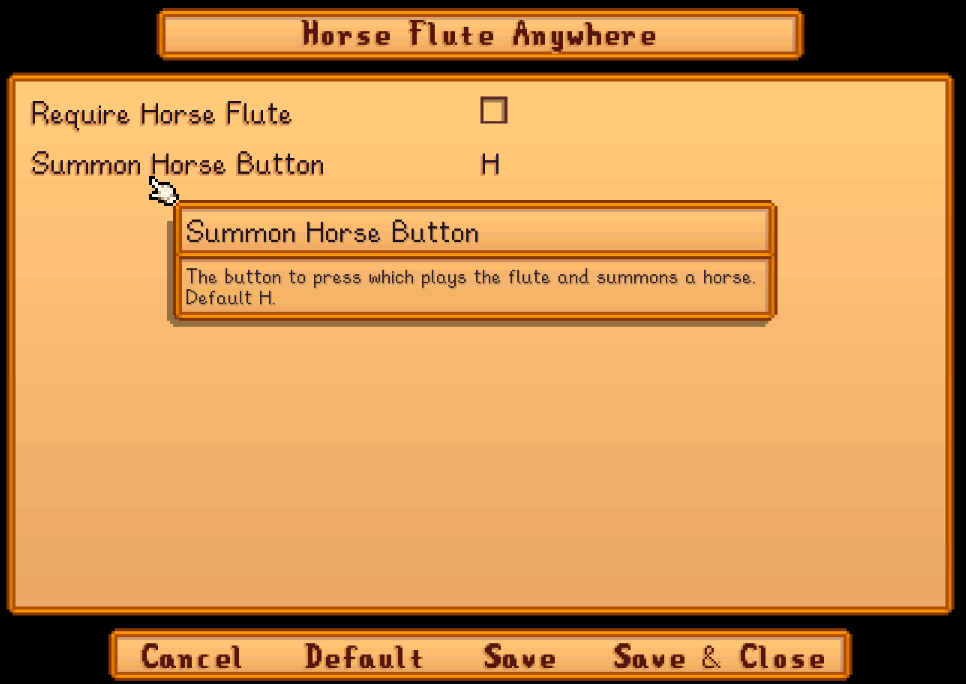 Horse Flute Anywhere
Require Horse Flute
Summon Horse Button H
Summon Horse Button
The button to press which plays the flute and summons a horse.
Default H.
Cancel Default Save Save & Close